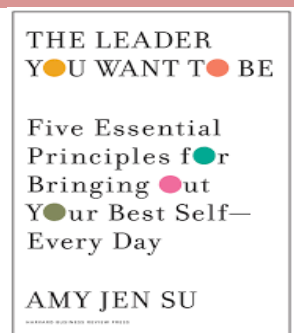 THE LEADER
YOU WANT TO BE
Five Essential
Principles for
Bringing Out
Your Best Self—
Every Day
AMY JEN SU
HARVARD BUSINESS REVIEW PRESS